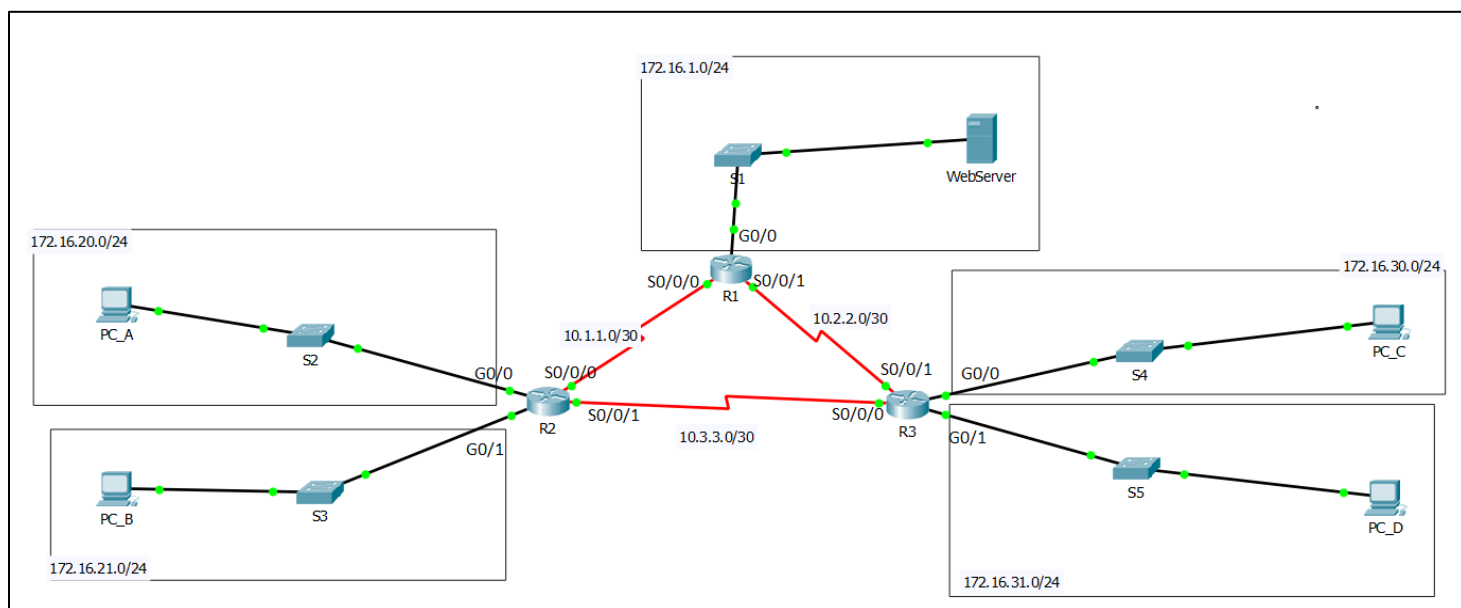 172.16.1.0/24
WebServer
S1
G0/0
172.16.20.0/24
S0/0/0
S0/0/1
R1
172.16.30.0/24
PC_A
S2
10.1.1.0/30
10.2.2.0/30
PC_C
S4
G0/0
S0/0/0
S0/0/1
G0/0
R2
S0/0/1
S0/0/0
R3
G0/1
10.3.3.0/30
G0/1
PC_B
S3
S5
PC_D
172.16.21.0/24
172.16.31.0/24